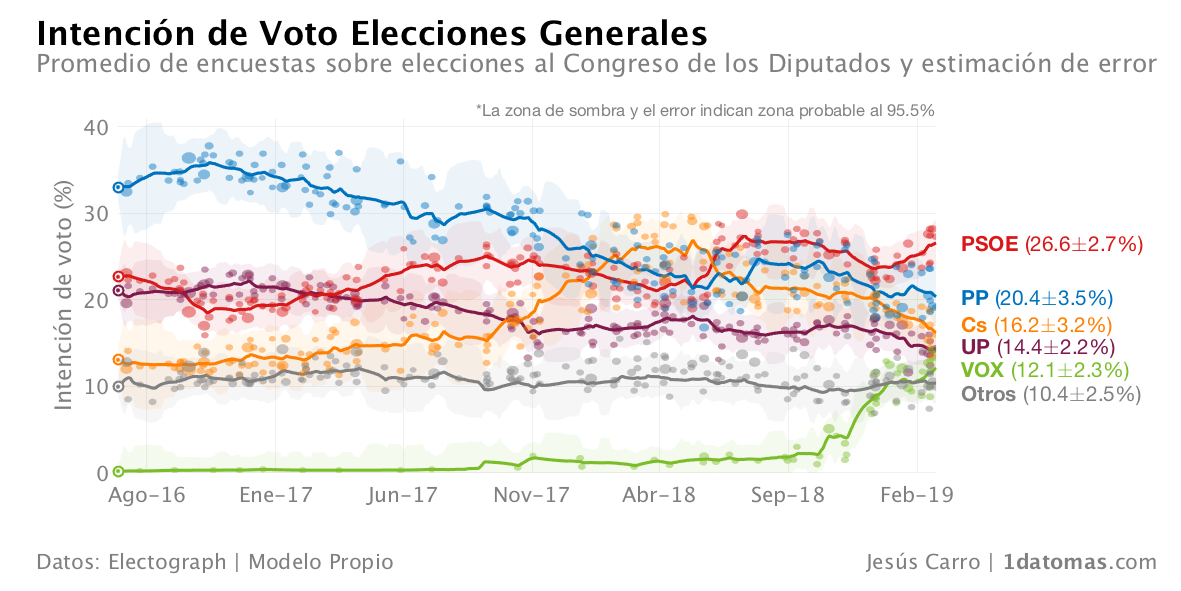 Intención de Voto Elecciones Generales
Promedio de encuestas sobre elecciones al Congreso de los Diputados y estimación de error
*La zona de sombra y el error indican zona probable al 95.5%
Intención de voto (%)
40
30
20
10
0
Ago-16 Ene-17 Jun-17 Nov-17 Abr-18 Sep-18 Feb-19
PSOE (26.6±2.7%)
PP (20.4±3.5%)
Cs (16.2±3.2%)
UP (14.4±2.2%)
VOX (12.1±2.3%)
Otros (10.4±2.5%)
Datos: Electograph | Modelo Propio
Jesús Carro | 1datomas.com